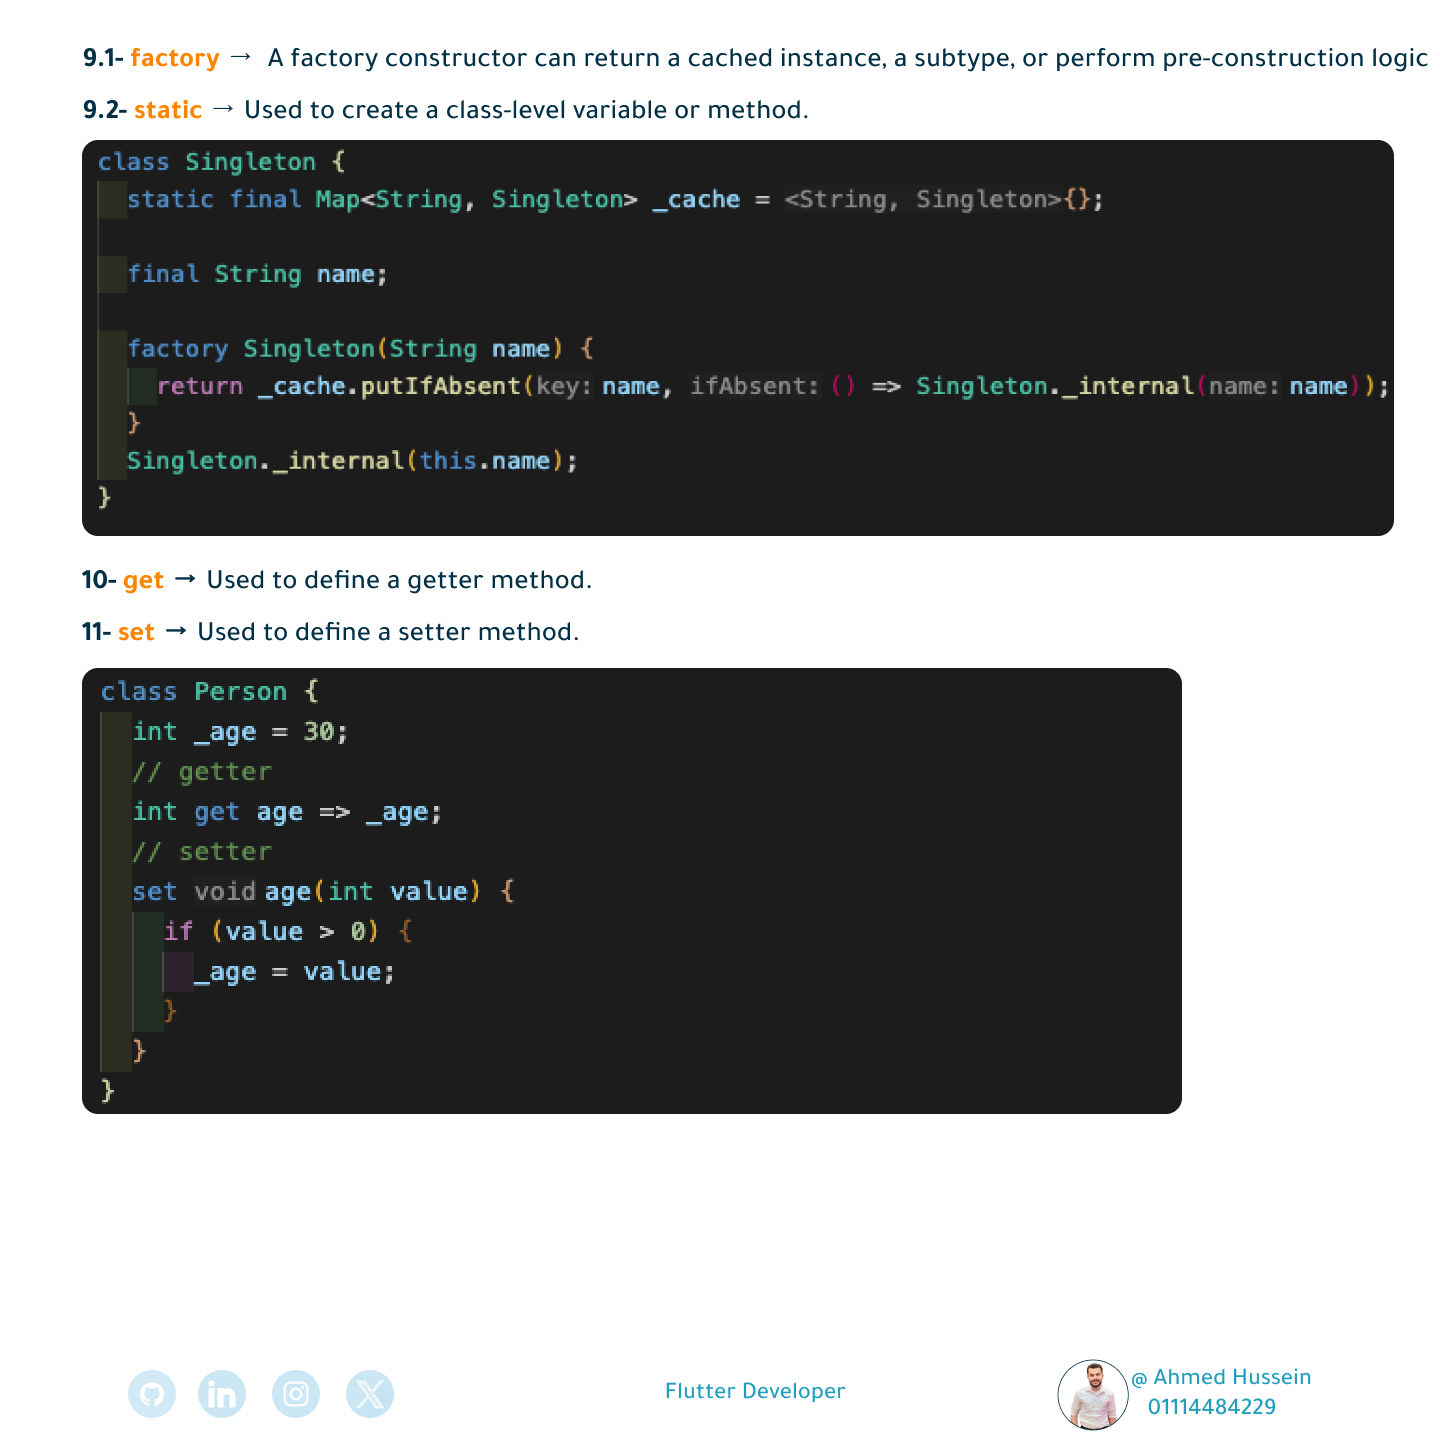 9.1- factory → A factory constructor can return a cached instance, a subtype, or perform pre-construction logic
9.2- static → Used to create a class-level variable or method.
class Singleton {
  static final Map<String, Singleton> _cache = <String, Singleton>{};
  final String name;
  factory Singleton(String name) {
    return _cache.putIfAbsent(key: name, ifAbsent: () => Singleton._internal(name: name));
  }
  Singleton._internal(this.name);
}
10- get → Used to define a getter method.
11- set → Used to define a setter method.
class Person {
  int _age = 30;
  // getter
  int get age => _age;
  // setter
  set void age(int value) {
    if (value > 0) {
      _age = value;
    }
  }
}
in
Flutter Developer
@ Ahmed Hussein
01114484229